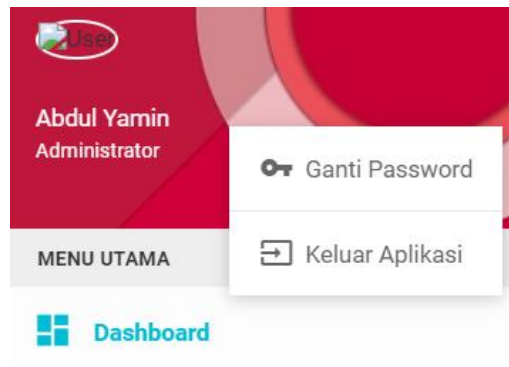 User
Abdul Yamin
Administrator
Ganti Password
Keluar Aplikasi
MENU UTAMA
Dashboard